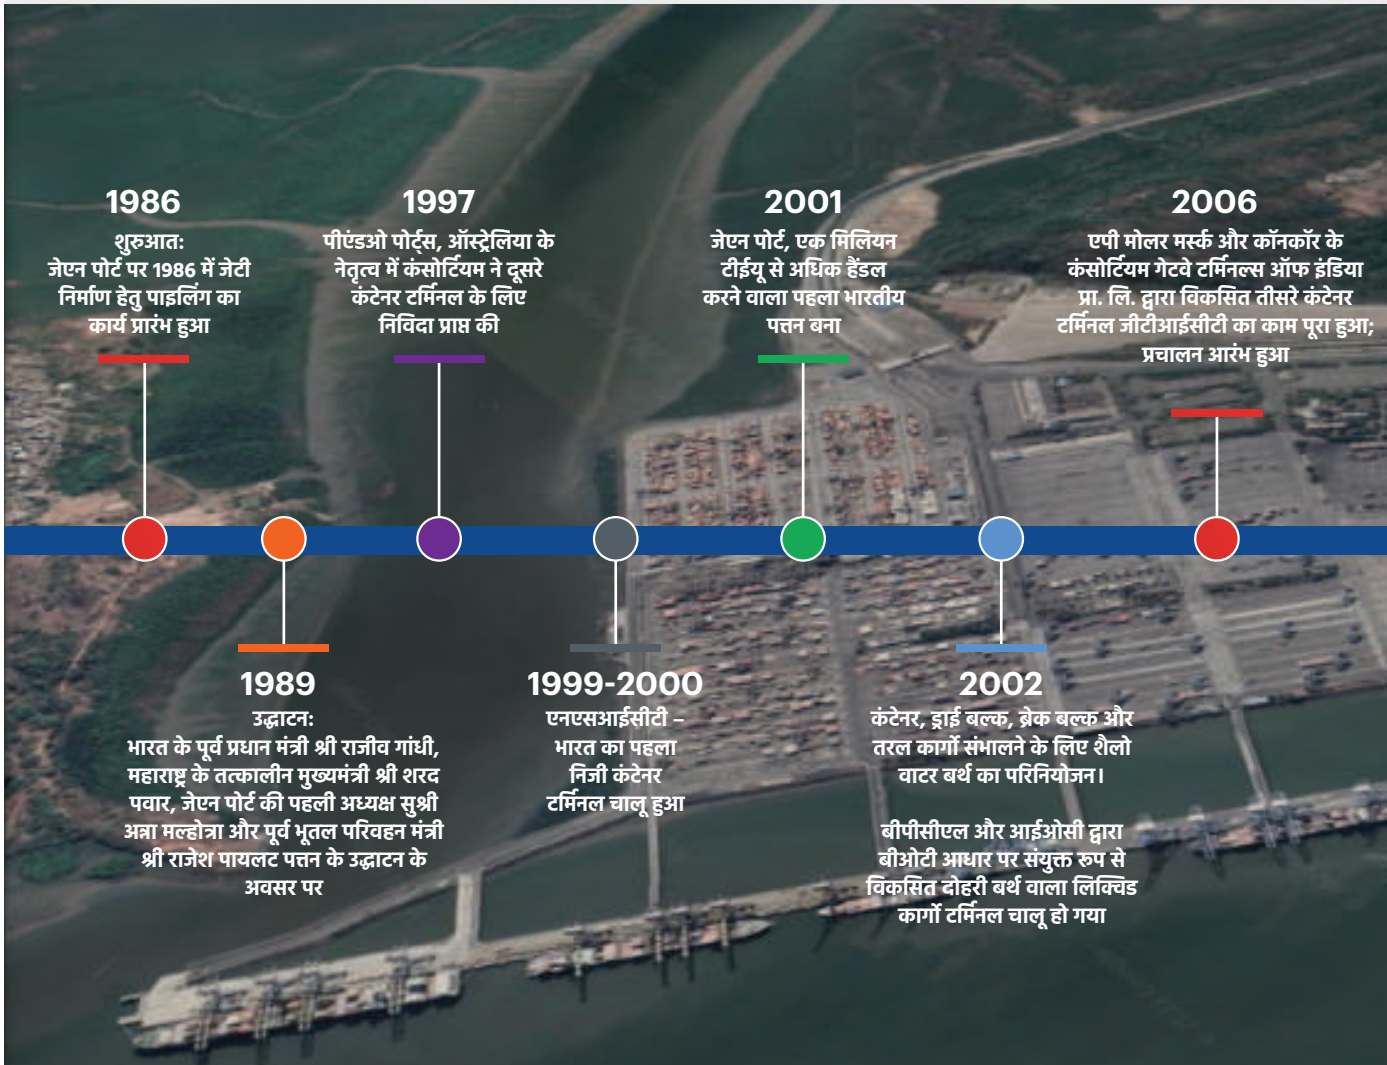 1986
शुरुआत:
जेएन पोर्ट पर 1986 में जेटी
निर्माण हेतु पाइलिंग का
कार्य प्रारंभ हुआ
1989
उद्घाटन:
भारत के पूर्व प्रधान मंत्री श्री राजीव गांधी,
महाराष्ट्र के तत्कालीन मुख्यमंत्री श्री शरद
पवार, जेएन पोर्ट की पहली अध्यक्ष सुश्री
अन्ना मल्होत्रा और पूर्व भूतल परिवहन मंत्री
श्री राजेश पायलट पत्तन के उद्घाटन के
अवसर पर
1997
पीएंडओ पोर्ट्स, ऑस्ट्रेलिया के
नेतृत्व में कंसोर्टियम ने दूसरे
कंटेनर टर्मिनल के लिए
निविदा प्राप्त की
1999-2000
एनएसआईसीटी –
भारत का पहला
निजी कंटेनर
टर्मिनल चालू हुआ
2001
जेएन पोर्ट, एक मिलियन
टीईयू से अधिक हैंडल
करने वाला पहला भारतीय
पत्तन बना
2002
कंटेनर, ड्राई बल्क, ब्रेक बल्क और
तरल कार्गो संभालने के लिए शैलो
वाटर बर्थ का परिनियोजन।
बीपीसीएल और आईओसी द्वारा
बीओटी आधार पर संयुक्त रूप से
विकसित दोहरी बर्थ वाला लिक्विड
कार्गो टर्मिनल चालू हो गया
2006
एपी मोलर मर्स्क और कॉनकॉर के
कंसोर्टियम गेटवे टर्मिनल्स ऑफ इंडिया
प्रा. लि. द्वारा विकसित तीसरे कंटेनर
टर्मिनल जीटीआईसीटी का काम पूरा हुआ;
प्रचालन आरंभ हुआ